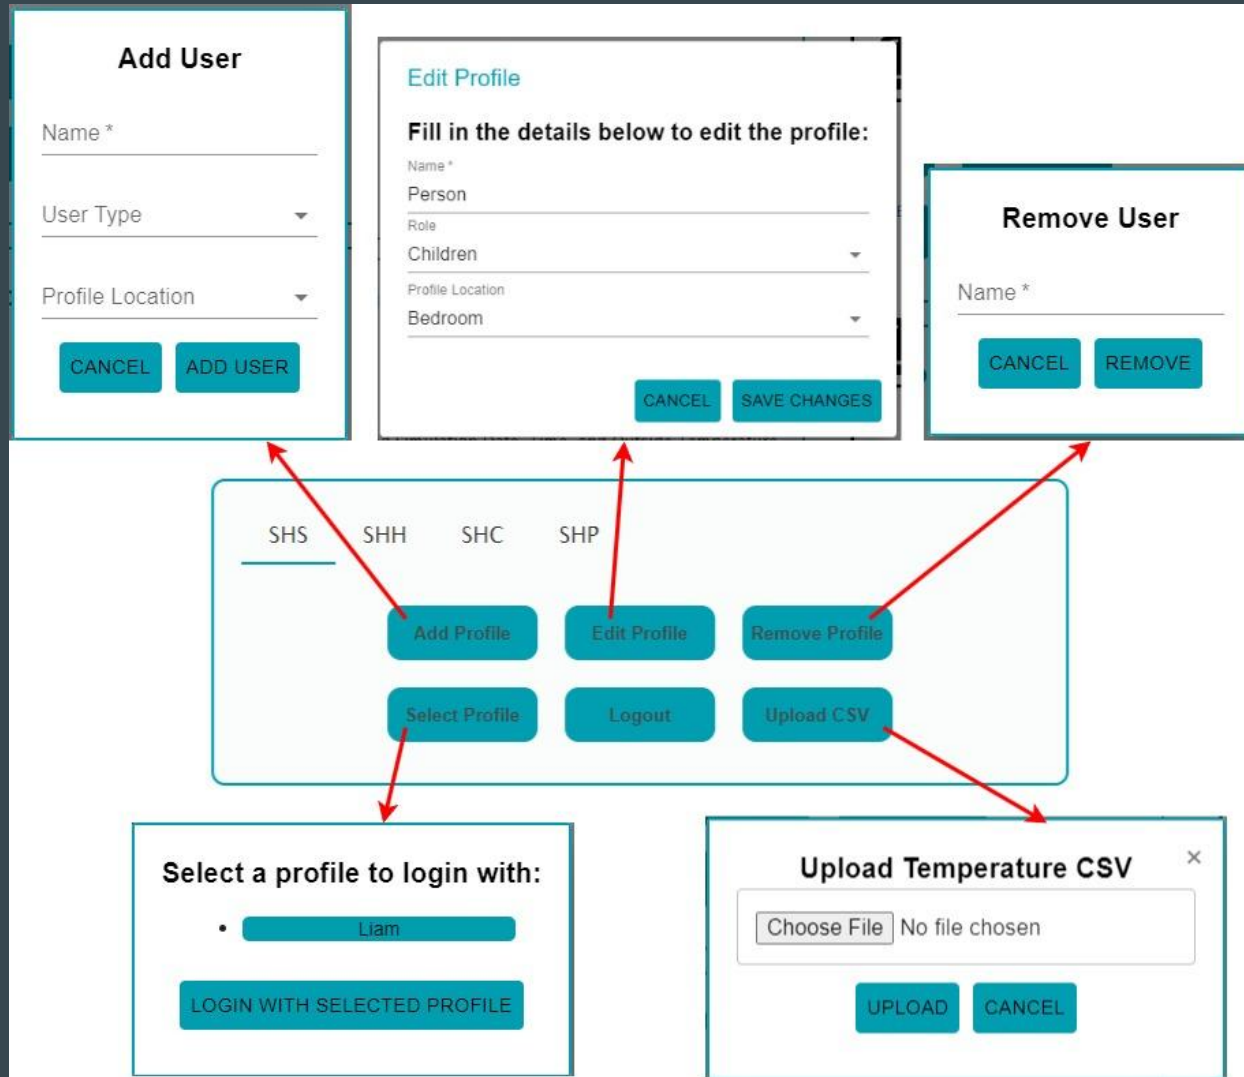 Add User
Name *
User Type
Profile Location
CANCEL ADD USER
Edit Profile
Fill in the details below to edit the profile:
Name *
Person
Role
Children
Profile Location
Bedroom
CANCEL SAVE CHANGES
Remove User
Name *
CANCEL REMOVE
SHS SHH SHC SHP
Add Profile Edit Profile Remove Profile
Select Profile Logout Upload CSV
Select a profile to login with:
• Liam
LOGIN WITH SELECTED PROFILE
Upload Temperature CSV ×
Choose File No file chosen
UPLOAD CANCEL